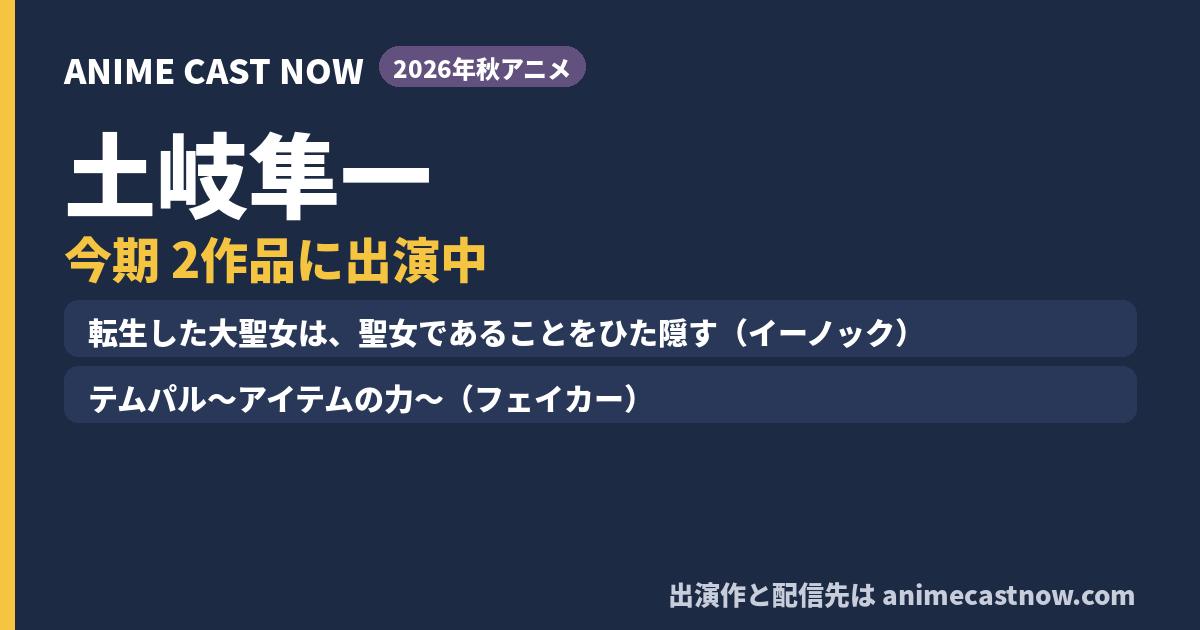 ANIME CAST NOW 2026年秋アニメ
土岐隼一
今期 2作品に出演中
転生した大聖女は、聖女であることをひた隠す（イーノック）
テムパル〜アイテムの力〜（フェイカー）
出演作と配信先は animecastnow.com